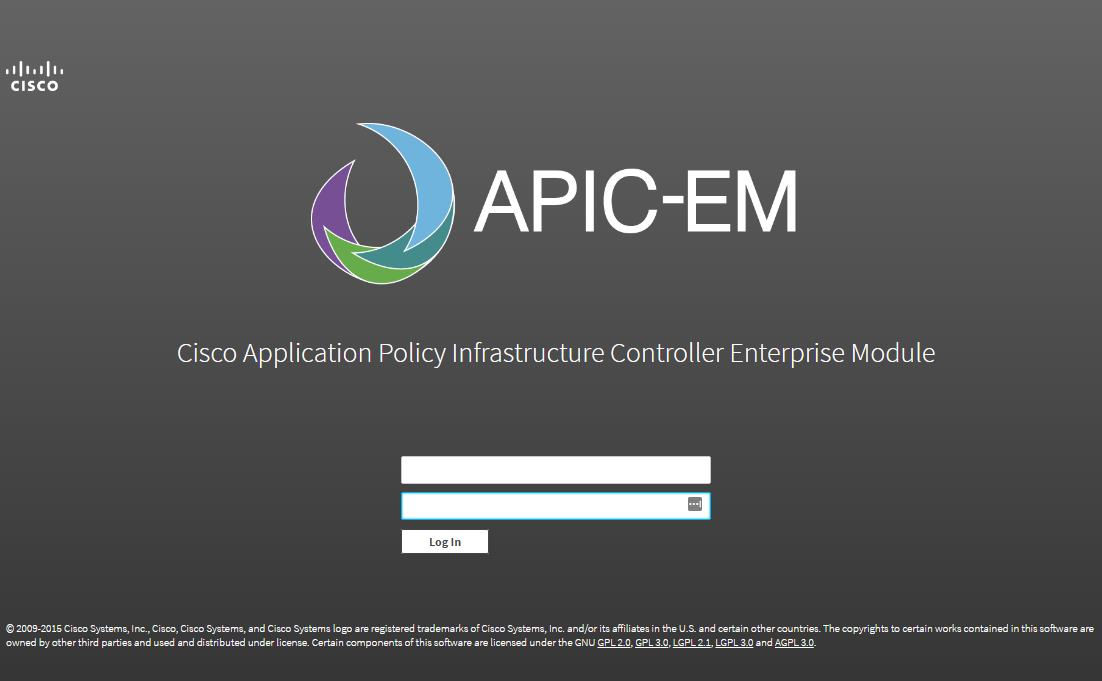 CISCO
APIC-EM
Cisco Application Policy Infrastructure Controller Enterprise Module
Log In
© 2009-2015 Cisco Systems, Inc., Cisco, Cisco Systems, and Cisco Systems logo are registered trademarks of Cisco Systems, Inc. and/or its affiliates in the U.S. and certain other countries. The copyrights to certain works contained in this software are
owned by other third parties and used and distributed under license. Certain components of this software are licensed under the GNU GPL 2.0, GPL 3.0, LGPL 2.1, LGPL 3.0 and AGPL 3.0.